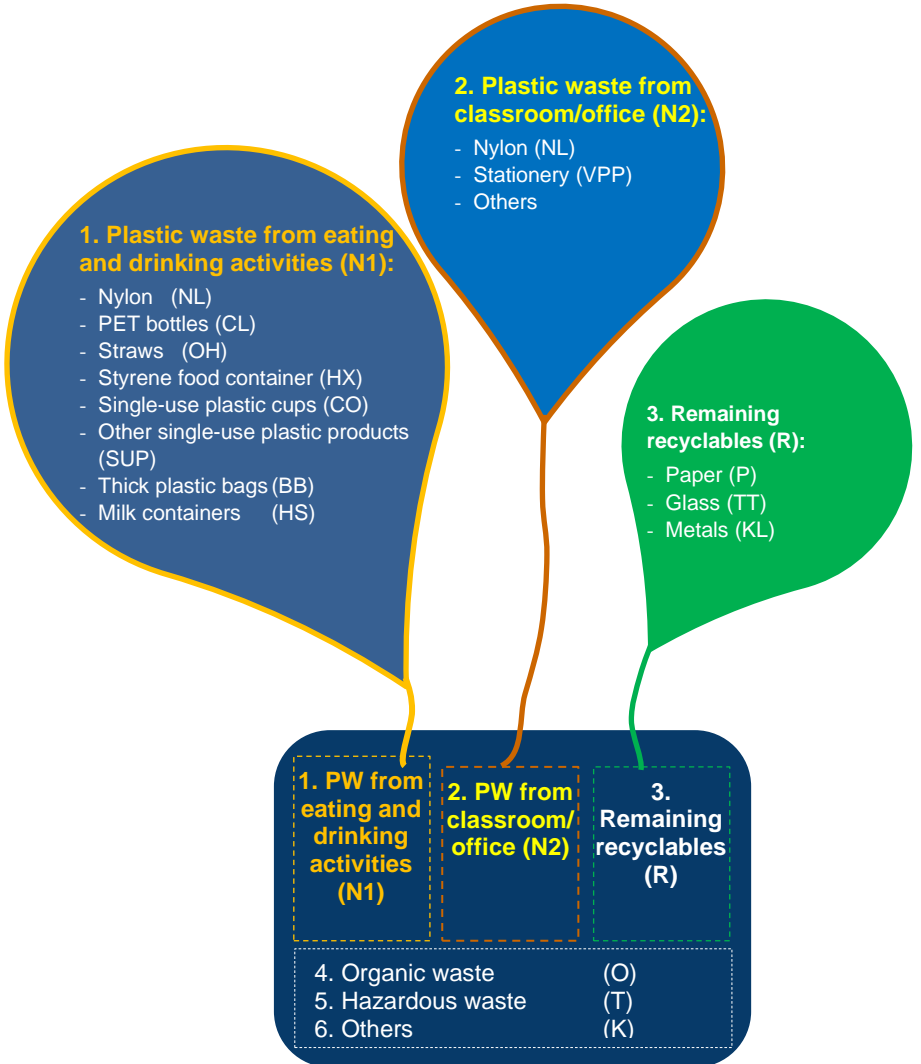 2. Plastic waste from
classroom/office (N2):
- Nylon (NL)
- Stationery (VPP)
- Others
1. Plastic waste from eating
and drinking activities (N1):
- Nylon (NL)
- PET bottles (CL)
- Straws (OH)
- Styrene food container (HX)
- Single-use plastic cups (CO)
- Other single-use plastic products
(SUP)
- Thick plastic bags (BB)
- Milk containers (HS)
3. Remaining
recyclables (R):
- Paper (P)
- Glass (TT)
- Metals (KL)
1. PW from
eating and
drinking
activities
(N1)
2. PW from
classroom/
office (N2)
3.
Remaining
recyclables
(R)
4. Organic waste (O)
5. Hazardous waste (T)
6. Others (K)